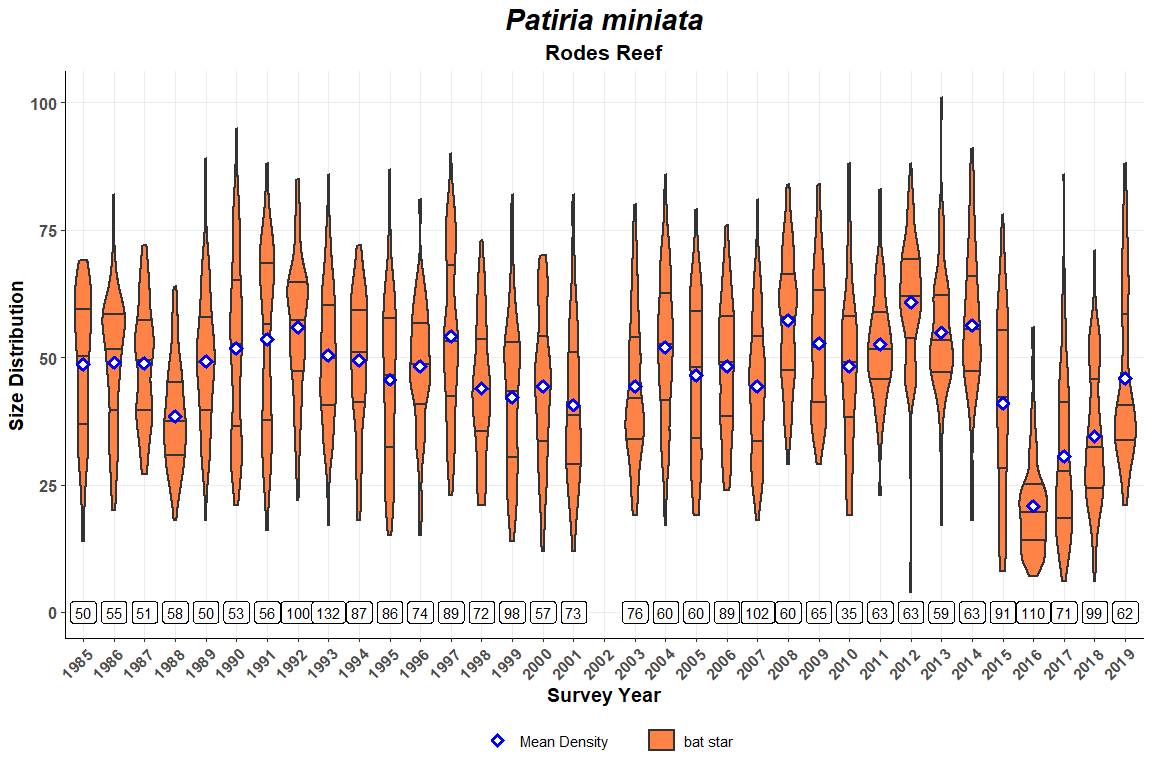 Patiria miniata
Rodes Reef
Size Distribution
100
75
50
25
0
50 55 51 58 50 53 56 100 132 87 86 74 89 72 98 57 73 76 60 60 89 102 60 65 35 63 63 59 63 91 110 71 99 62
1985 1986 1987 1988 1989 1990 1991 1992 1993 1994 1995 1996 1997 1998 1999 2000 2001 2002 2003 2004 2005 2006 2007 2008 2009 2010 2011 2012 2013 2014 2015 2016 2017 2018 2019
Survey Year
Mean Density bat star